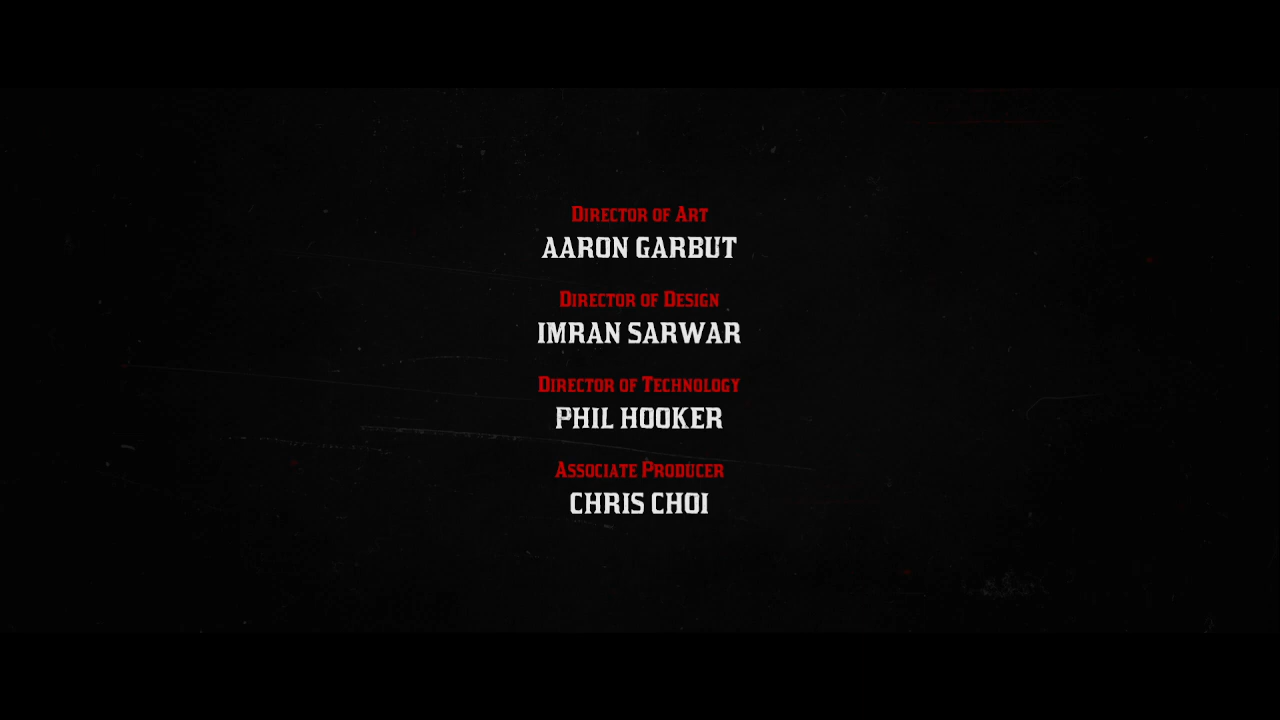 Director of Art
AARON GARBUT
Director of Design
IMRAN SARWAR
Director of Technology
PHIL HOOKER
Associate Producer
CHRIS CHOI